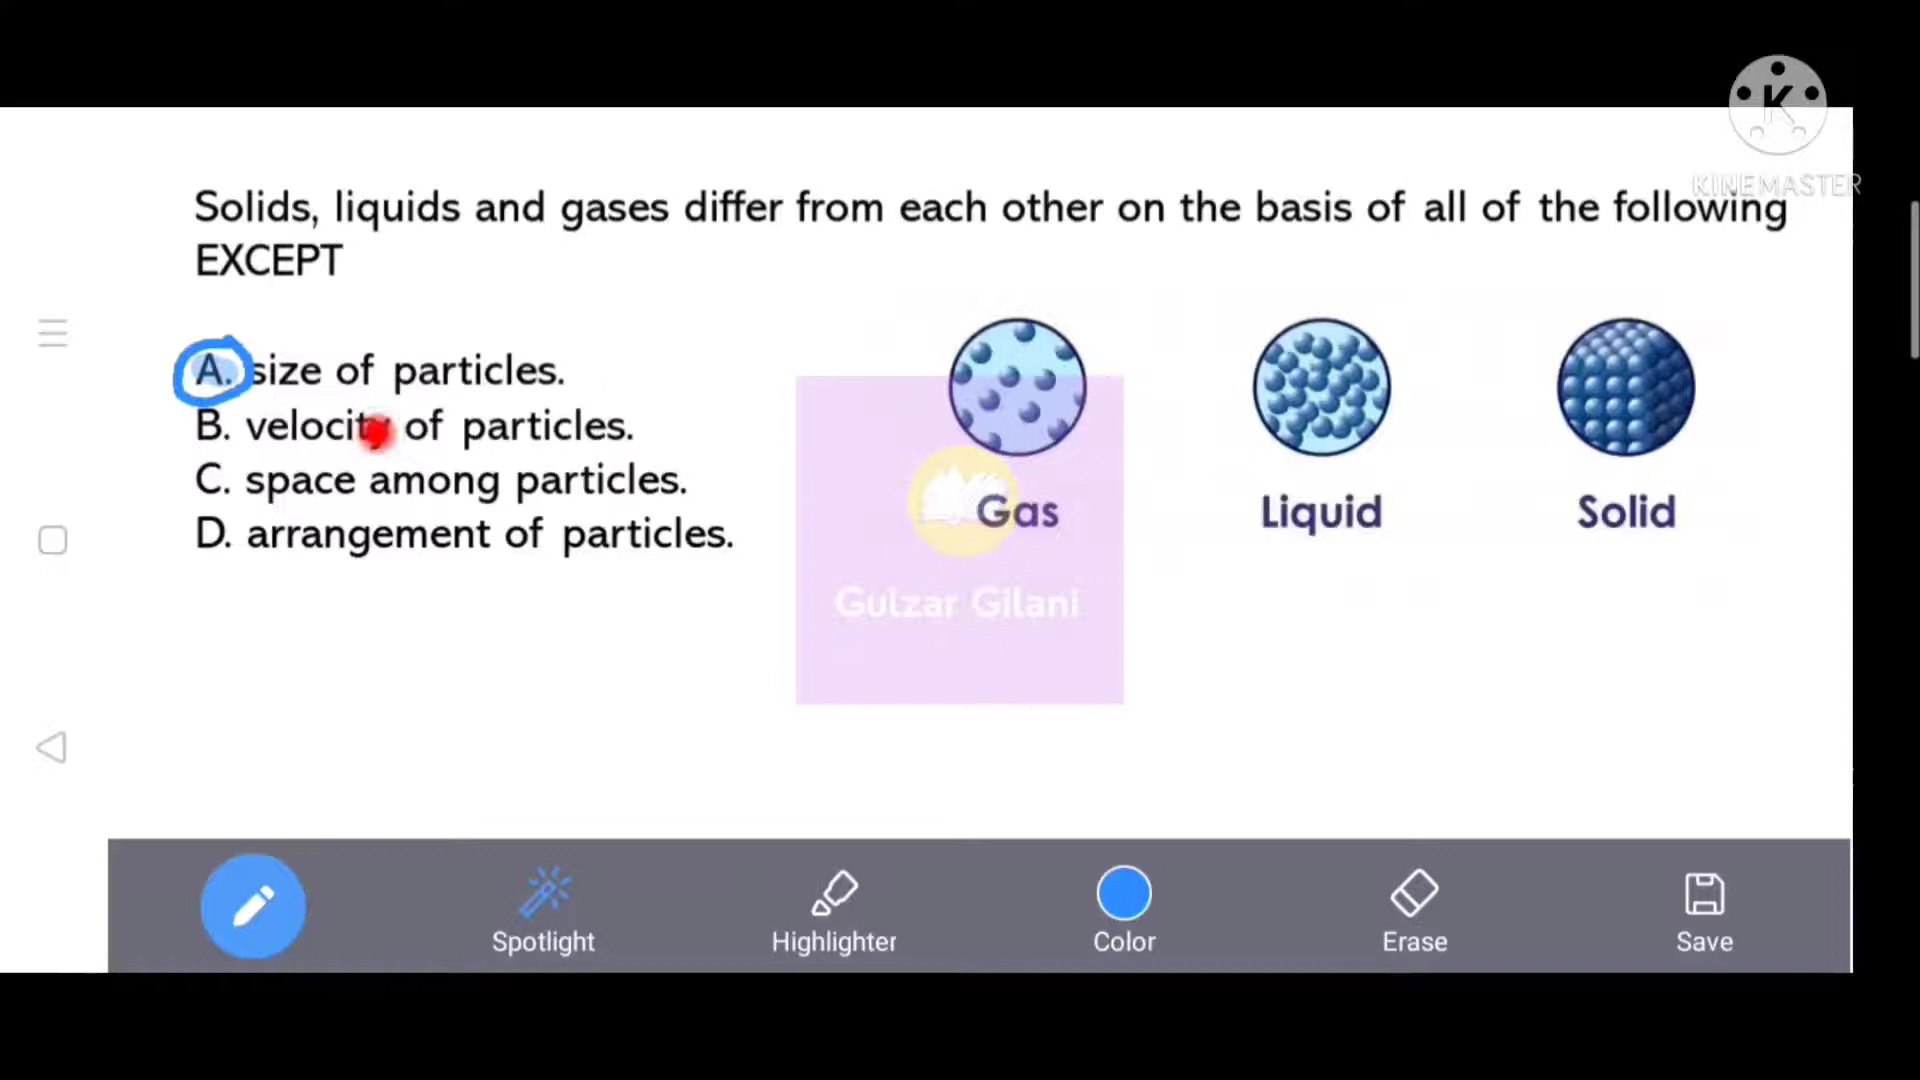 K
KINEMASTER
Solids, liquids and gases differ from each other on the basis of all of the following
EXCEPT
A. size of particles.
B. velocity of particles.
C. space among particles.
D. arrangement of particles.
Gas
Liquid
Solid
Gulzar Gilani
Spotlight
Highlighter
Color
Erase
Save